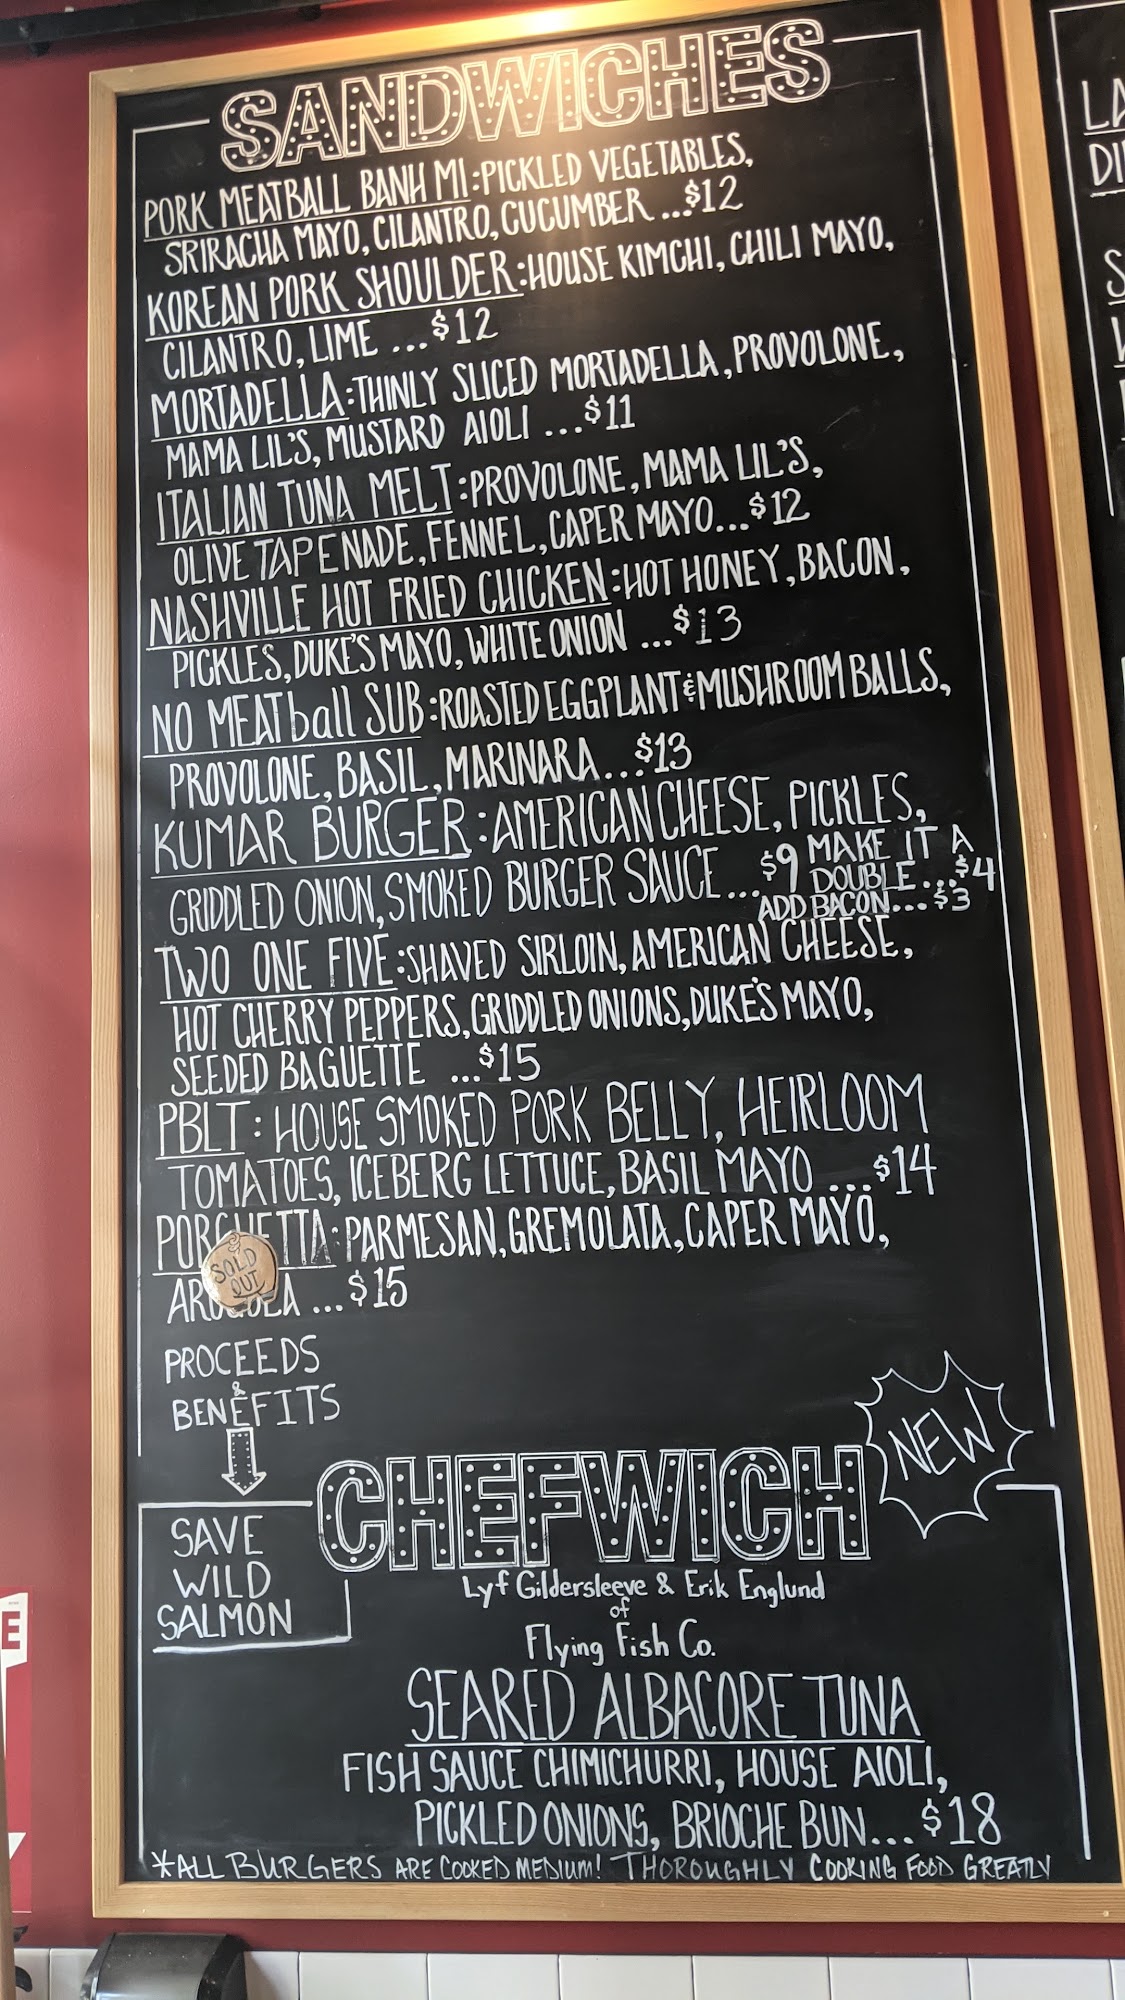 SANDWICHES
PORK MEATBALL BANH MI: PICKLED VEGETABLES,
SRIRACHA MAYO, CILANTRO, CUCUMBER ...$12
KOREAN PORK SHOULDER: HOUSE KIMCHI, CHILI MAYO,
CILANTRO, LIME ...$12
MORTADELLA: THINLY SLICED MORTADELLA, PROVOLONE,
MAMA LIL'S, MUSTARD AIOLI ...$11
ITALIAN TUNA MELT: PROVOLONE, MAMA LIL'S,
OLIVE TAPENADE, FENNEL, CAPER MAYO...$12
NASHVILLE HOT FRIED CHICKEN: HOT HONEY, BACON,
PICKLES, DUKE'S MAYO, WHITE ONION ...$13
NO MEATball SUB: ROASTED EGGPLANT & MUSHROOM BALLS,
PROVOLONE, BASIL, MARINARA...$13
KUMAR BURGER: AMERICAN CHEESE, PICKLES,
GRIDDLED ONION, SMOKED BURGER SAUCE ...$9
MAKE IT A
DOUBLE...$4
ADD BACON...$3
TWO ONE FIVE: SHAVED SIRLOIN, AMERICAN CHEESE,
HOT CHERRY PEPPERS, GRIDDLED ONIONS, DUKE'S MAYO,
SEEDED BAGUETTE ...$15
PBLT: HOUSE SMOKED PORK BELLY, HEIRLOOM
TOMATOES, ICEBERG LETTUCE, BASIL MAYO ...$14
PORCHETTA: PARMESAN, GREMOLATA, CAPER MAYO,
ARUGULA ...$15
SOLD
OUT
PROCEEDS
&
BENEFITS
SAVE
WILD
SALMON
NEW
CHEFWICH
Lyf Gildersleeve & Erik Englund
of
Flying Fish Co.
SEARED ALBACORE TUNA
FISH SAUCE CHIMICHURRI, HOUSE AIOLI,
PICKLED ONIONS, BRIOCHE BUN...$18
*ALL BURGERS ARE COOKED MEDIUM! THOROUGHLY COOKING FOOD GREATLY
LA
DI
E